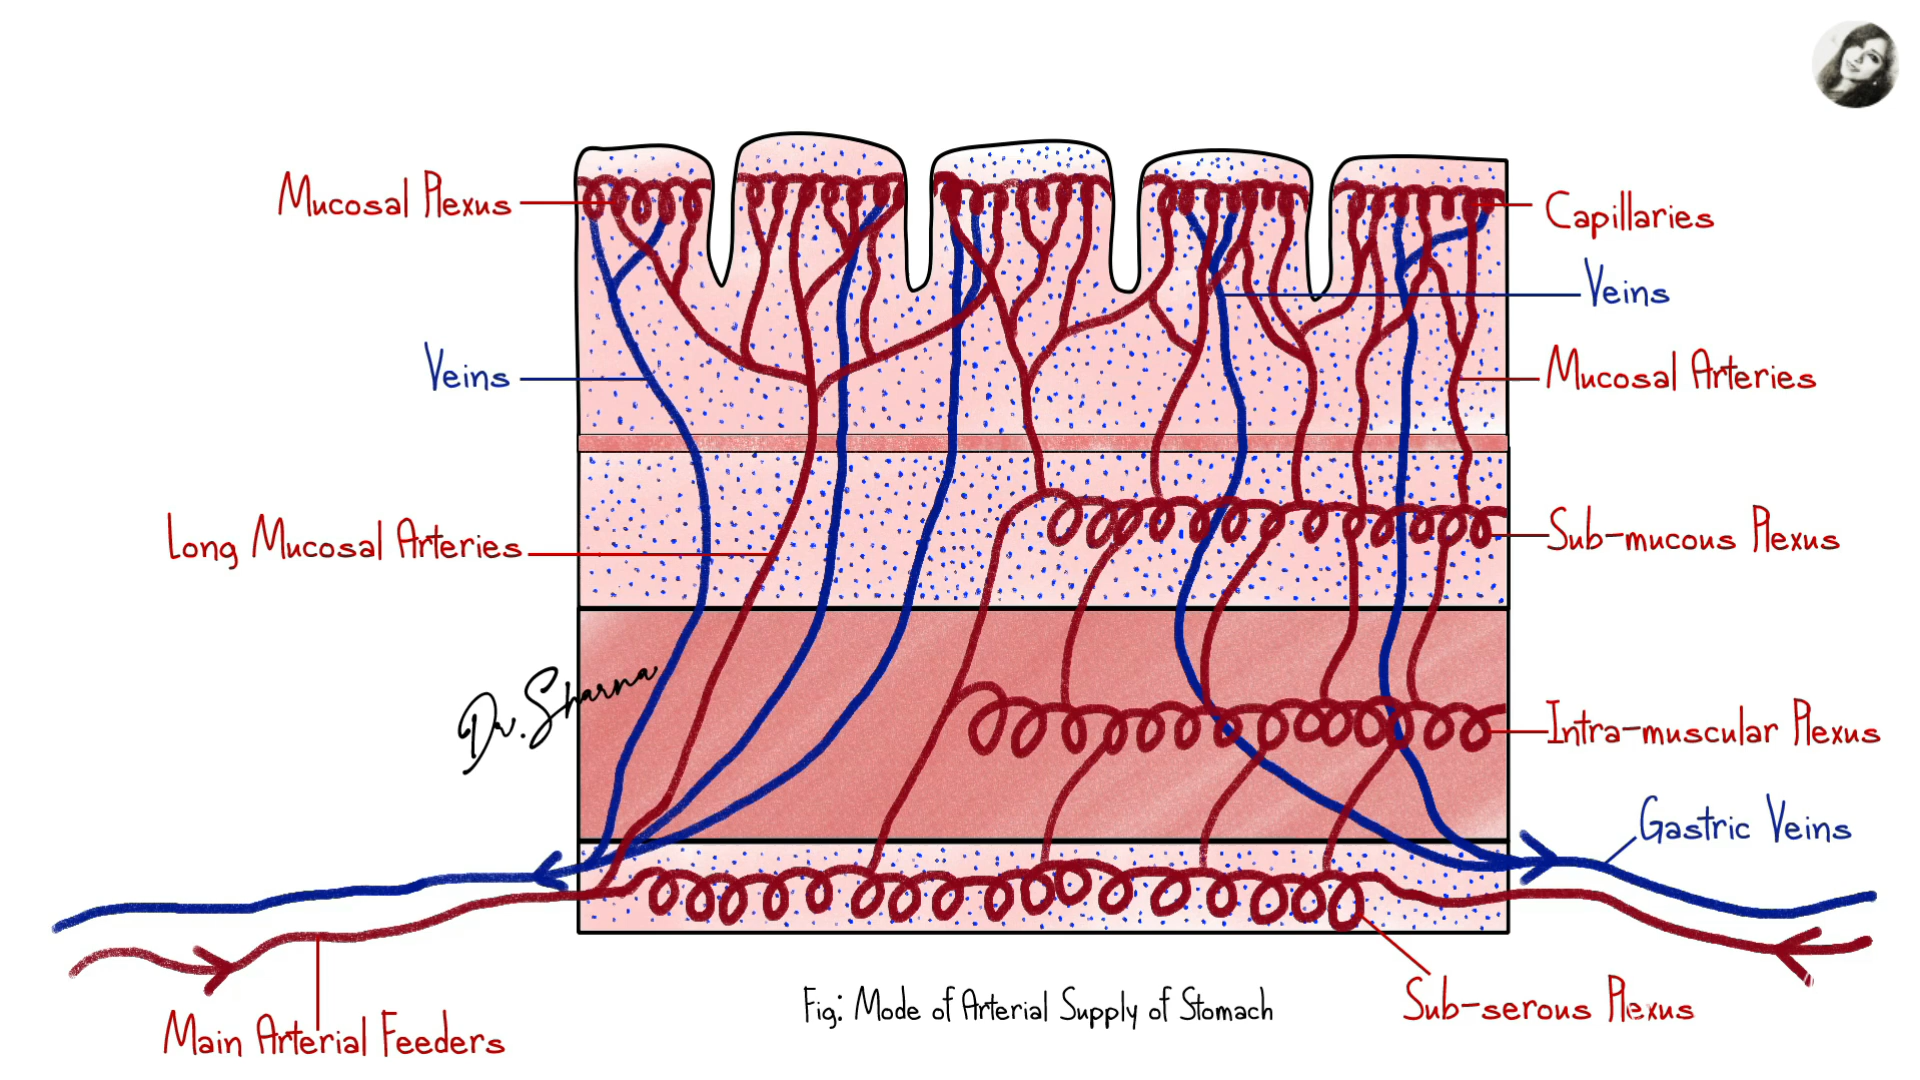 Mucosal Plexus
Capillaries
Veins
Veins
Mucosal Arteries
Long Mucosal Arteries
Sub-mucous Plexus
Dr. Sharna
Intra-muscular Plexus
Gastric Veins
Sub-serous Plexus
Fig: Mode of Arterial Supply of Stomach
Main Arterial Feeders